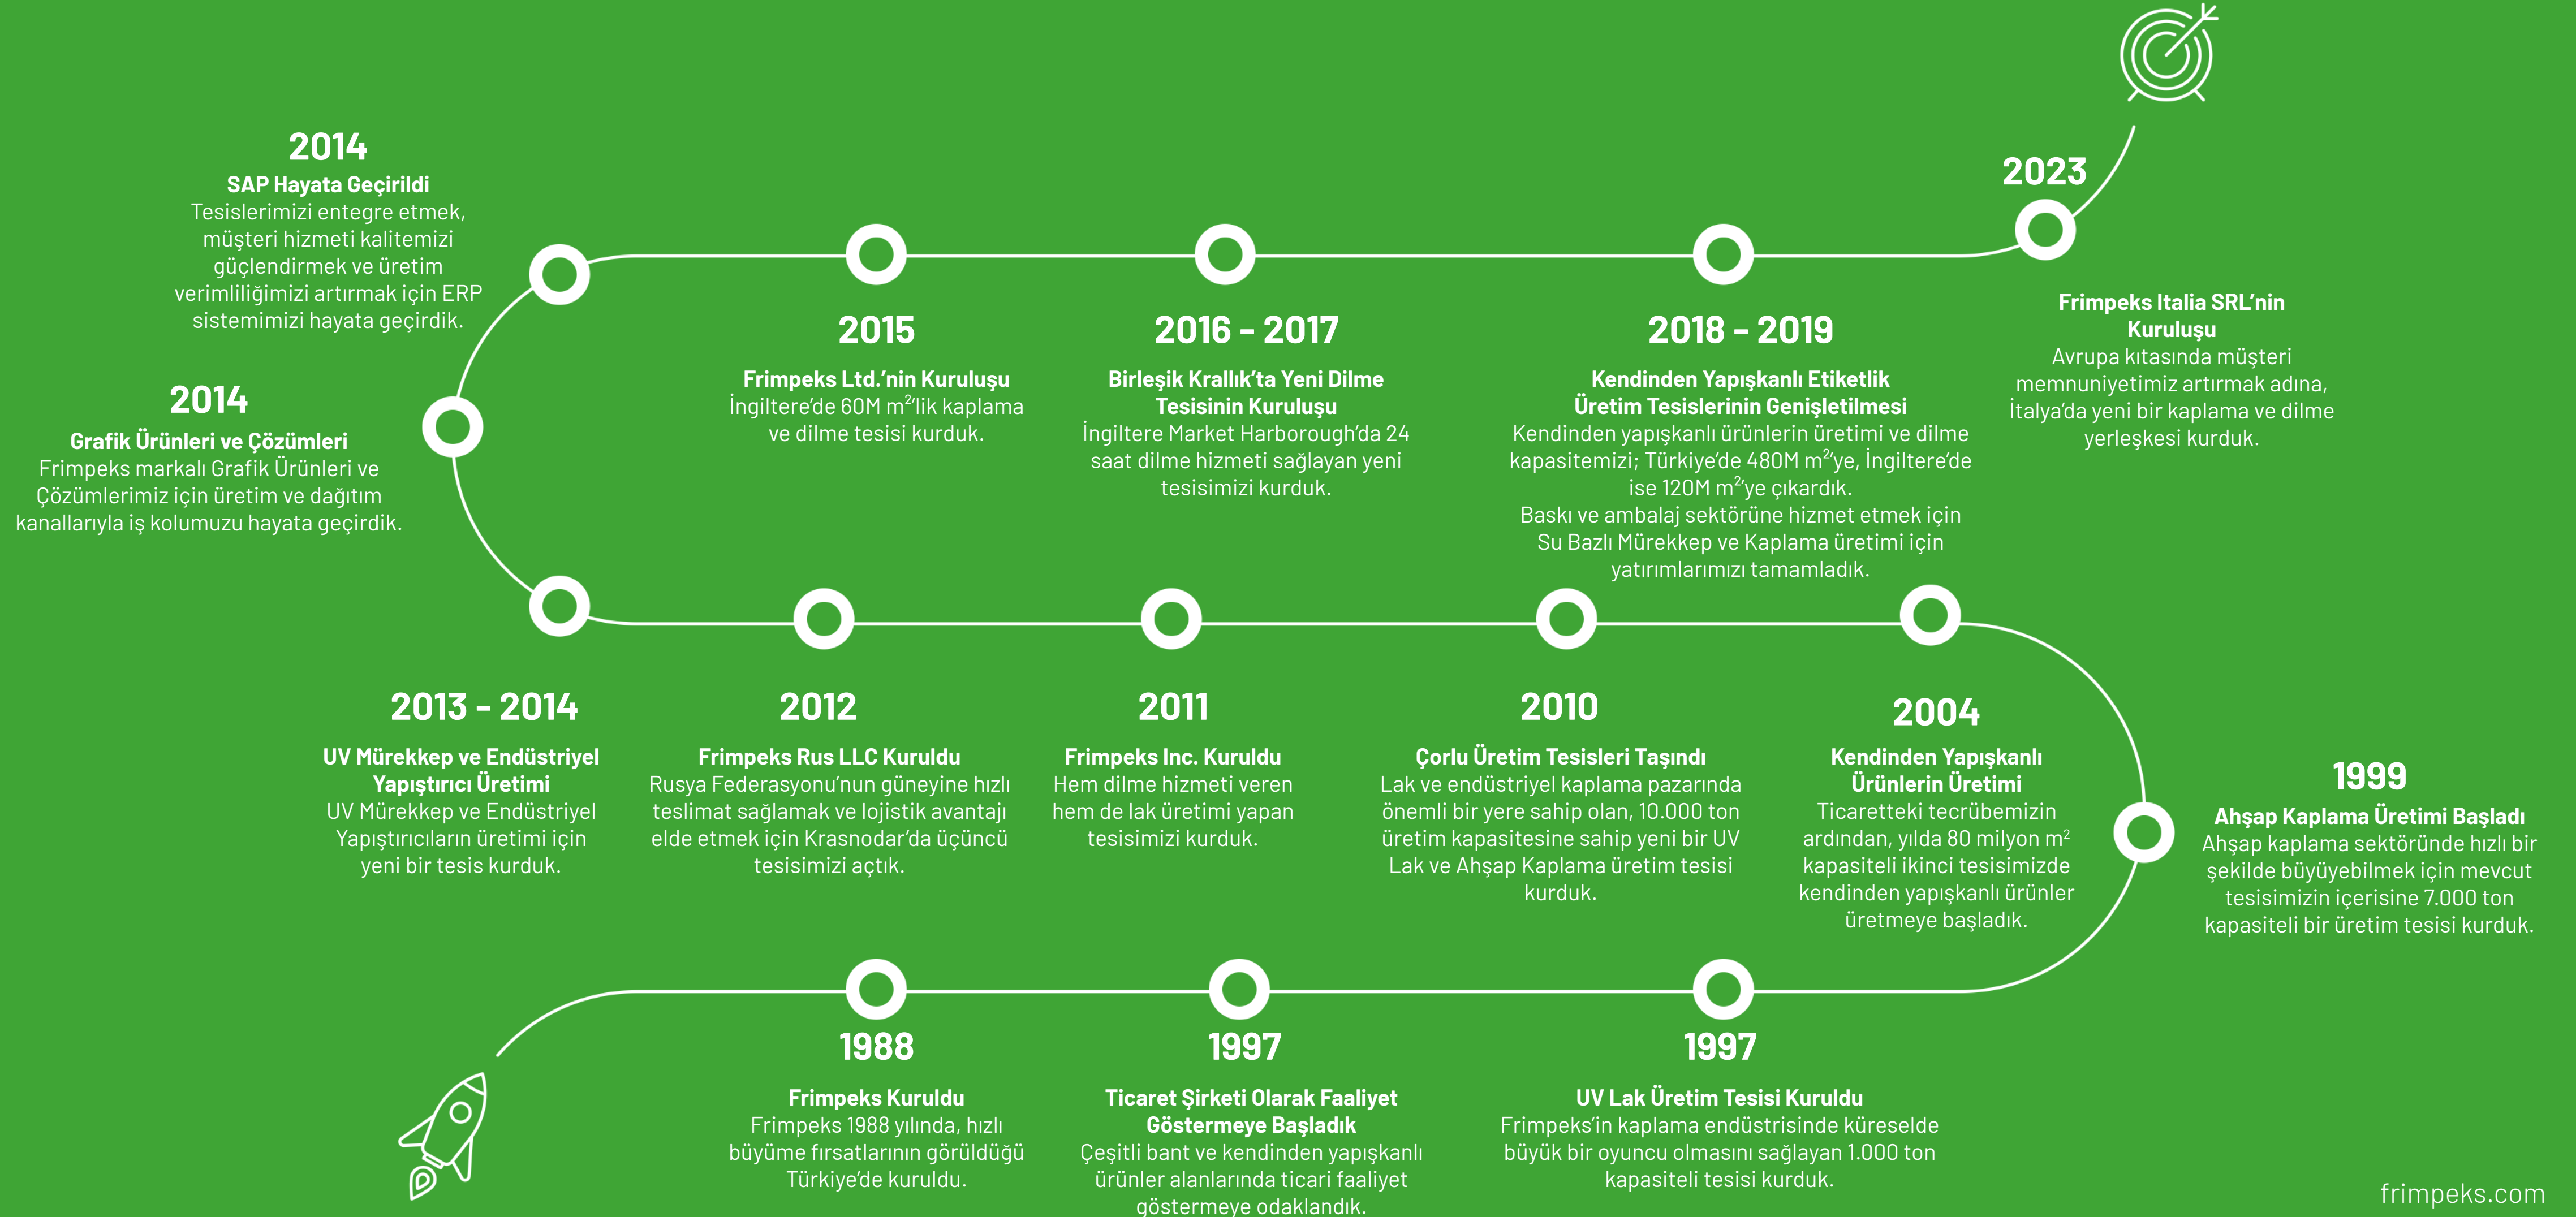 2014
SAP Hayata Geçirildi
Tesislerimizi entegre etmek,
müşteri hizmeti kalitemizi
güçlendirmek ve üretim
verimliliğimizi artırmak için ERP
sistemimizi hayata geçirdik.
2014
Grafik Ürünleri ve Çözümleri
Frimpeks markalı Grafik Ürünleri ve
Çözümlerimiz için üretim ve dağıtım
kanallarıyla iş kolumuzu hayata geçirdik.
2015
Frimpeks Ltd.’nin Kuruluşu
İngiltere’de 60M m²’lik kaplama
ve dilme tesisi kurduk.
2016 - 2017
Birleşik Krallık’ta Yeni Dilme
Tesisinin Kuruluşu
İngiltere Market Harborough’da 24
saat dilme hizmeti sağlayan yeni
tesisimizi kurduk.
2018 - 2019
Kendinden Yapışkanlı Etiketlik
Üretim Tesislerinin Genişletilmesi
Kendinden yapışkanlı ürünlerin üretimi ve dilme
kapasitemizi; Türkiye’de 480M m²’ye, İngiltere’de
ise 120M m²’ye çıkardık.
Baskı ve ambalaj sektörüne hizmet etmek için
Su Bazlı Mürekkep ve Kaplama üretimi için
yatırımlarımızı tamamladık.
2023
Frimpeks Italia SRL’nin
Kuruluşu
Avrupa kıtasında müşteri
memnuniyetimiz artırmak adına,
İtalya’da yeni bir kaplama ve dilme
yerleşkesi kurduk.
2013 - 2014
UV Mürekkep ve Endüstriyel
Yapıştırıcı Üretimi
UV Mürekkep ve Endüstriyel
Yapıştırıcıların üretimi için
yeni bir tesis kurduk.
2012
Frimpeks Rus LLC Kuruldu
Rusya Federasyonu’nun güneyine hızlı
teslimat sağlamak ve lojistik avantajı
elde etmek için Krasnodar’da üçüncü
tesisimizi açtık.
2011
Frimpeks Inc. Kuruldu
Hem dilme hizmeti veren
hem de lak üretimi yapan
tesisimizi kurduk.
2010
Çorlu Üretim Tesisleri Taşındı
Lak ve endüstriyel kaplama pazarında
önemli bir yere sahip olan, 10.000 ton
üretim kapasitesine sahip yeni bir UV
Lak ve Ahşap Kaplama üretim tesisi
kurduk.
2004
Kendinden Yapışkanlı
Ürünlerin Üretimi
Ticaretteki tecrübemizin
ardından, yılda 80 milyon m²
kapasiteli ikinci tesisimizde
kendinden yapışkanlı ürünler
üretmeye başladık.
1999
Ahşap Kaplama Üretimi Başladı
Ahşap kaplama sektöründe hızlı bir
şekilde büyüyebilmek için mevcut
tesisimizin içerisine 7.000 ton
kapasiteli bir üretim tesisi kurduk.
1988
Frimpeks Kuruldu
Frimpeks 1988 yılında, hızlı
büyüme fırsatlarının görüldüğü
Türkiye’de kuruldu.
1997
Ticaret Şirketi Olarak Faaliyet
Göstermeye Başladık
Çeşitli bant ve kendinden yapışkanlı
ürünler alanlarında ticari faaliyet
göstermeye odaklandık.
1997
UV Lak Üretim Tesisi Kuruldu
Frimpeks’in kaplama endüstrisinde küreselde
büyük bir oyuncu olmasını sağlayan 1.000 ton
kapasiteli tesisi kurduk.
frimpeks.com